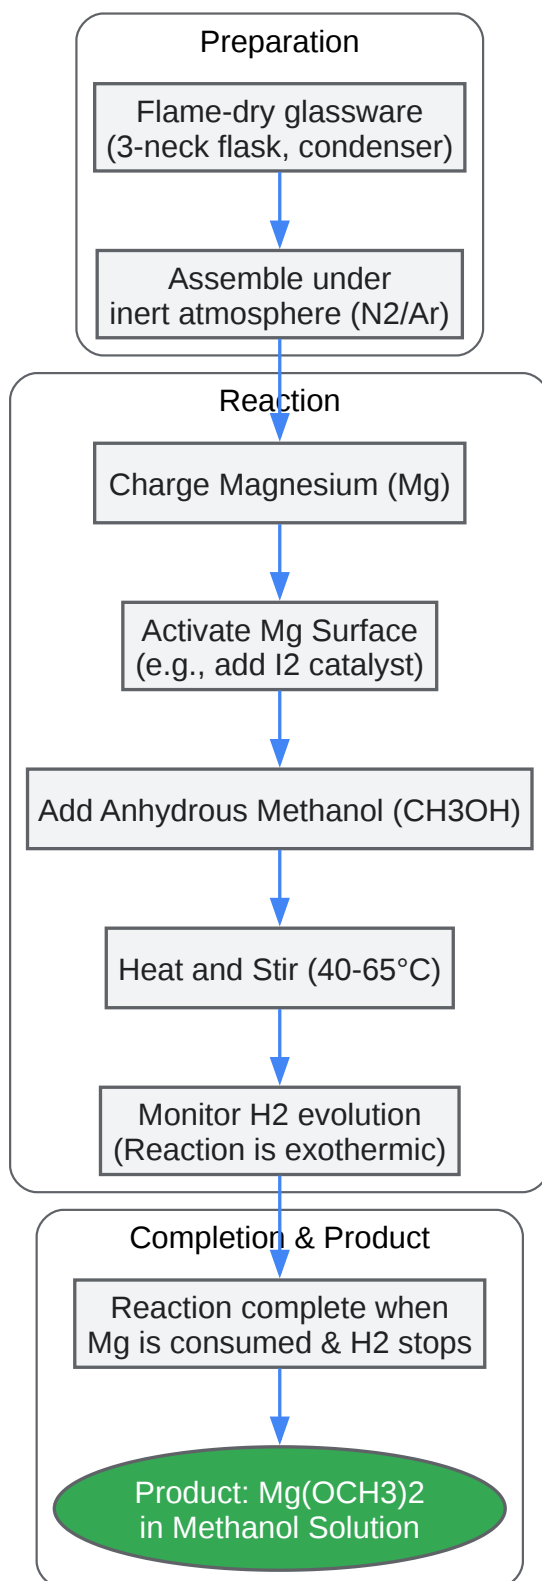 Preparation
Flame-dry glassware
(3-neck flask, condenser)
Assemble under
inert atmosphere (N2/Ar)
Reaction
Charge Magnesium (Mg)
Activate Mg Surface
(e.g., add I2 catalyst)
Add Anhydrous Methanol (CH3OH)
Heat and Stir (40-65°C)
Monitor H2 evolution
(Reaction is exothermic)
Completion & Product
Reaction complete when
Mg is consumed & H2 stops
Product: Mg(OCH3)2
in Methanol Solution